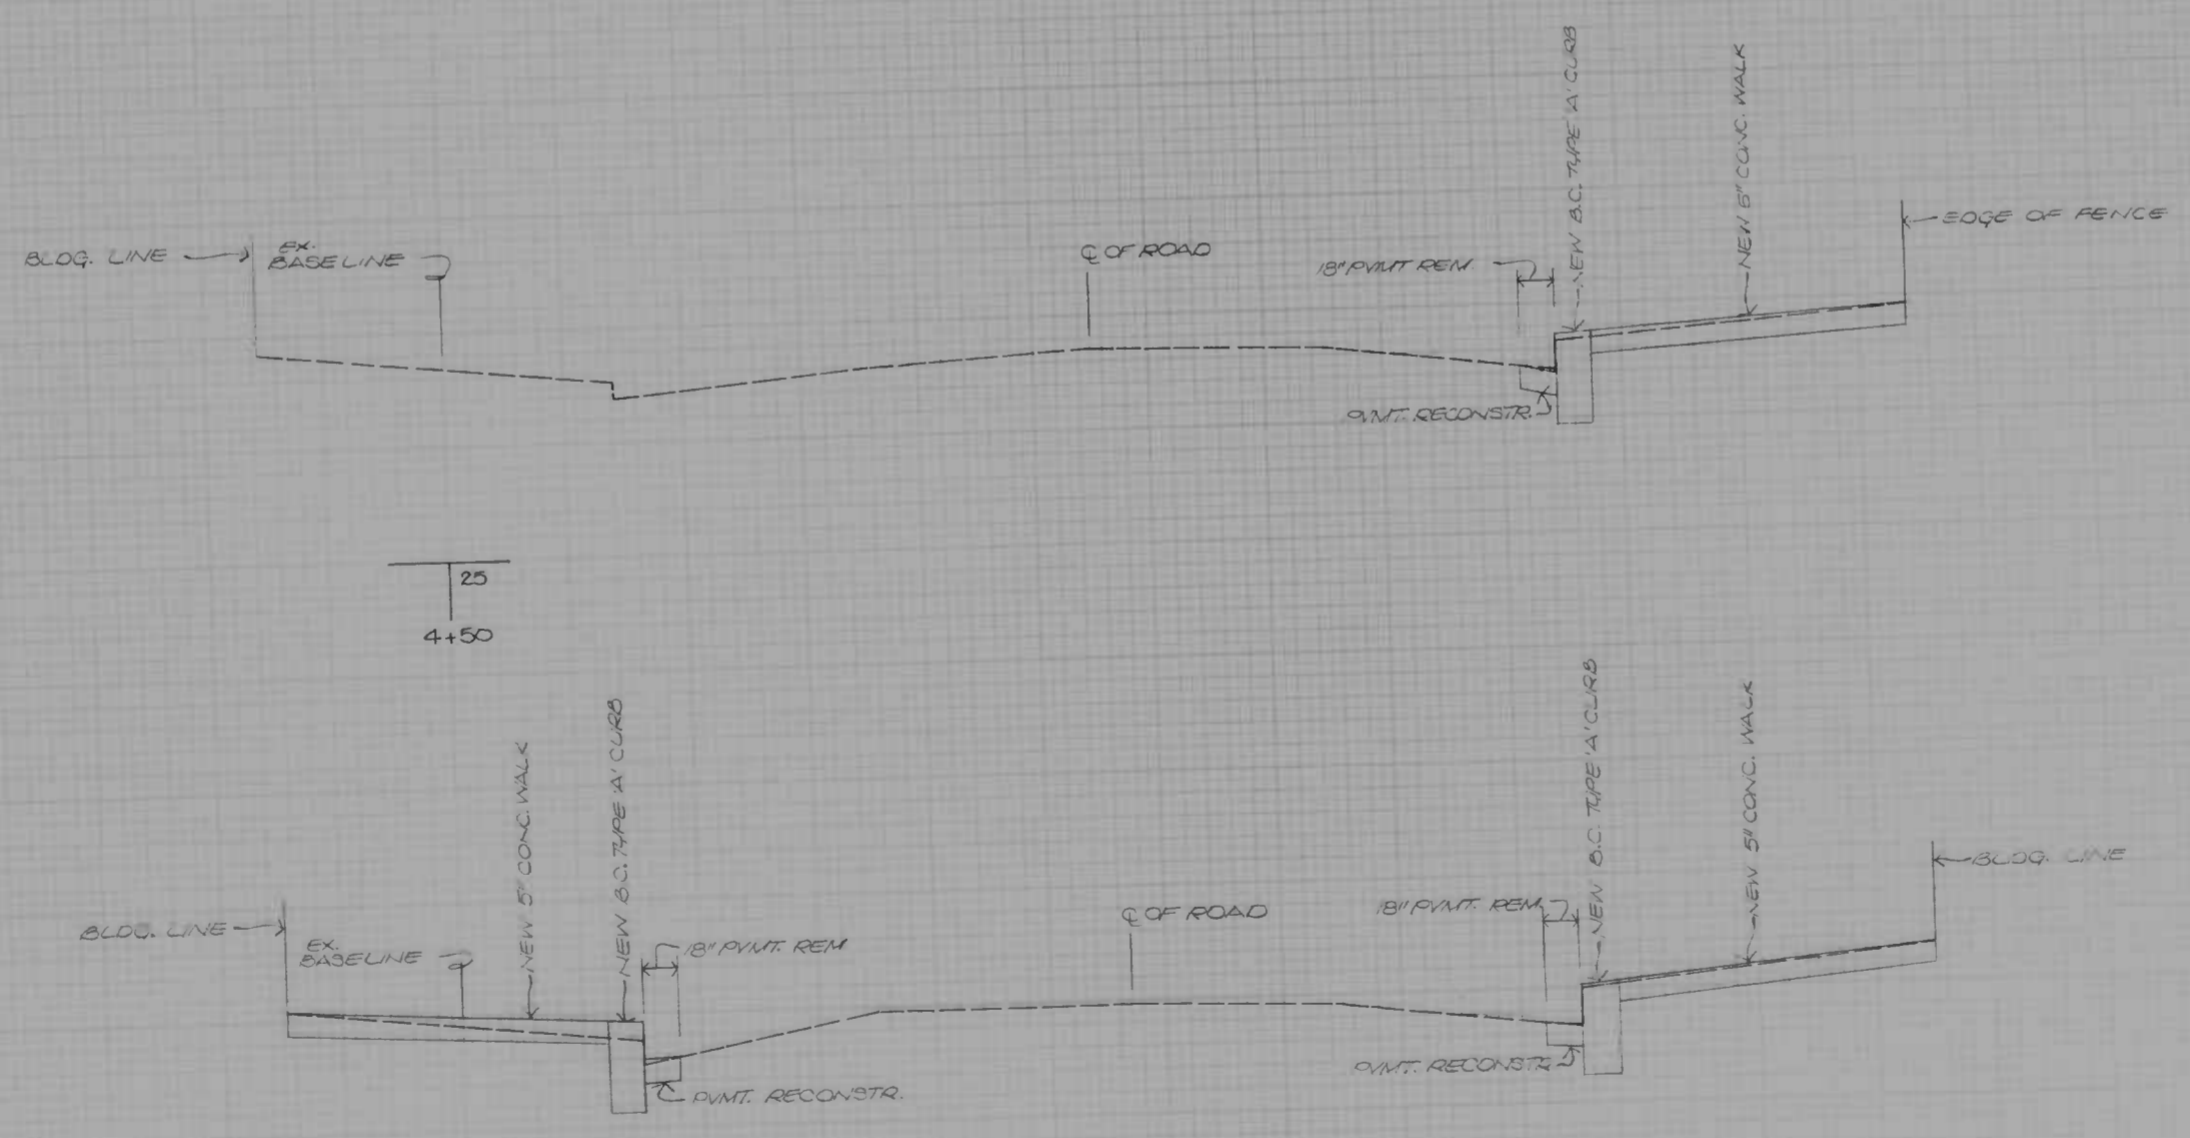 NEW B.C. TYPE 'A' CURB
NEW 5" CONC. WALK
EDGE OF FENCE
BLDG. LINE
EX.
BASELINE
℄ OF ROAD
18" PVMT REM.
PVMT. RECONSTR.
25
4+50
NEW 5" CONC. WALK
NEW B.C. TYPE 'A' CURB
NEW B.C. TYPE 'A' CURB
NEW 5" CONC. WALK
BLDG. LINE
BLDG. LINE
EX.
BASELINE
18" PVMT. REM
℄ OF ROAD
18" PVMT. REM.
PVMT. RECONSTR.
PVMT. RECONSTR.